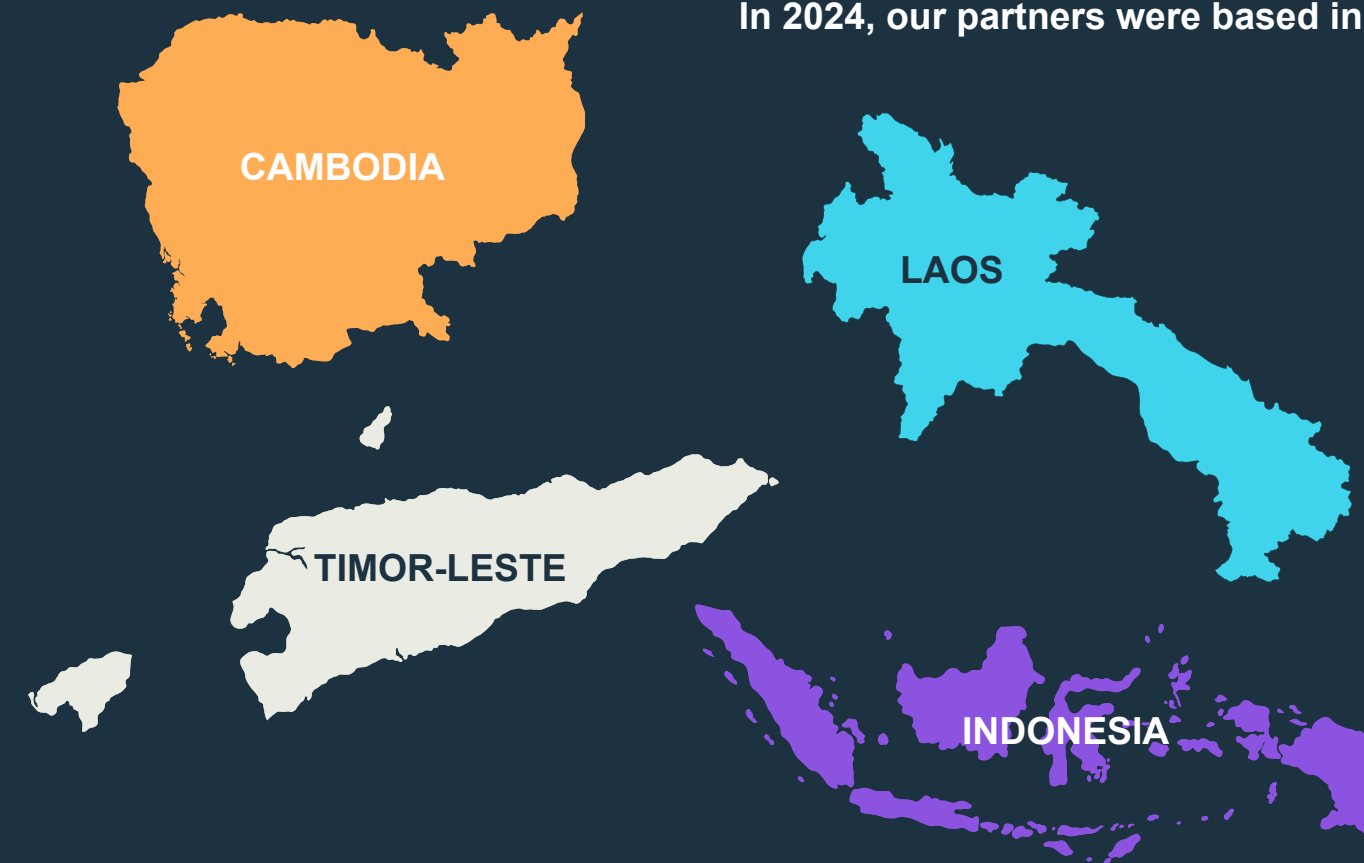 In 2024, our partners were based in
CAMBODIA
LAOS
TIMOR-LESTE
INDONESIA